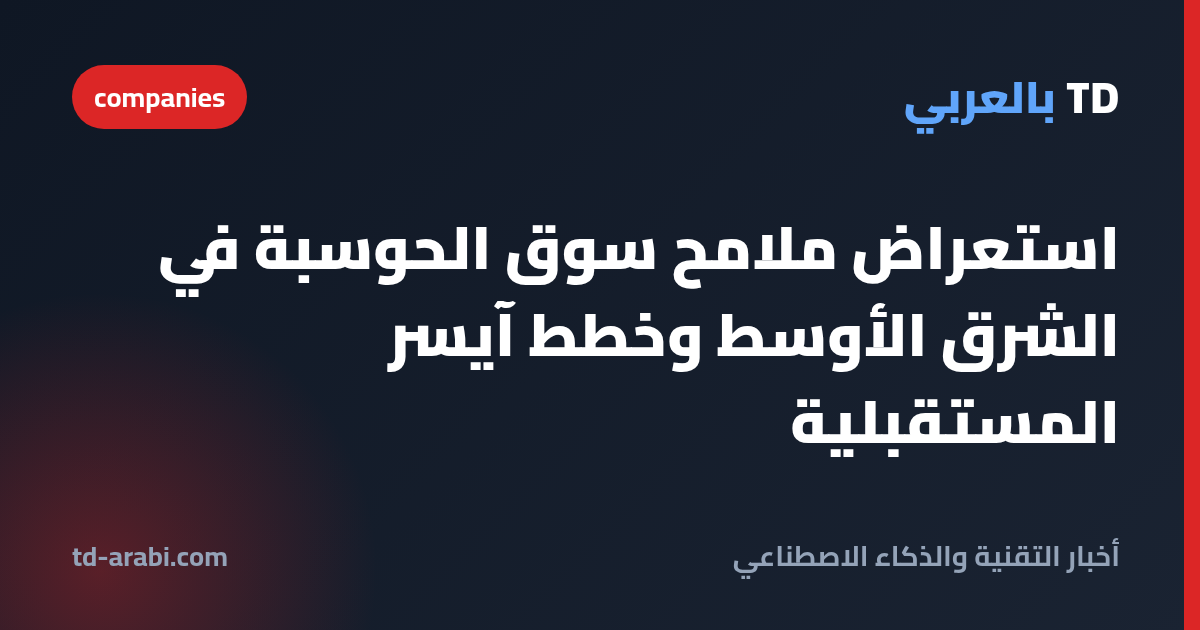 TD بالعربي
companies
استعراض ملامح سوق الحوسبة في
الشرق الأوسط وخطط آيسر
المستقبلية
أخبار التقنية والذكاء الاصطناعي
td-arabi.com